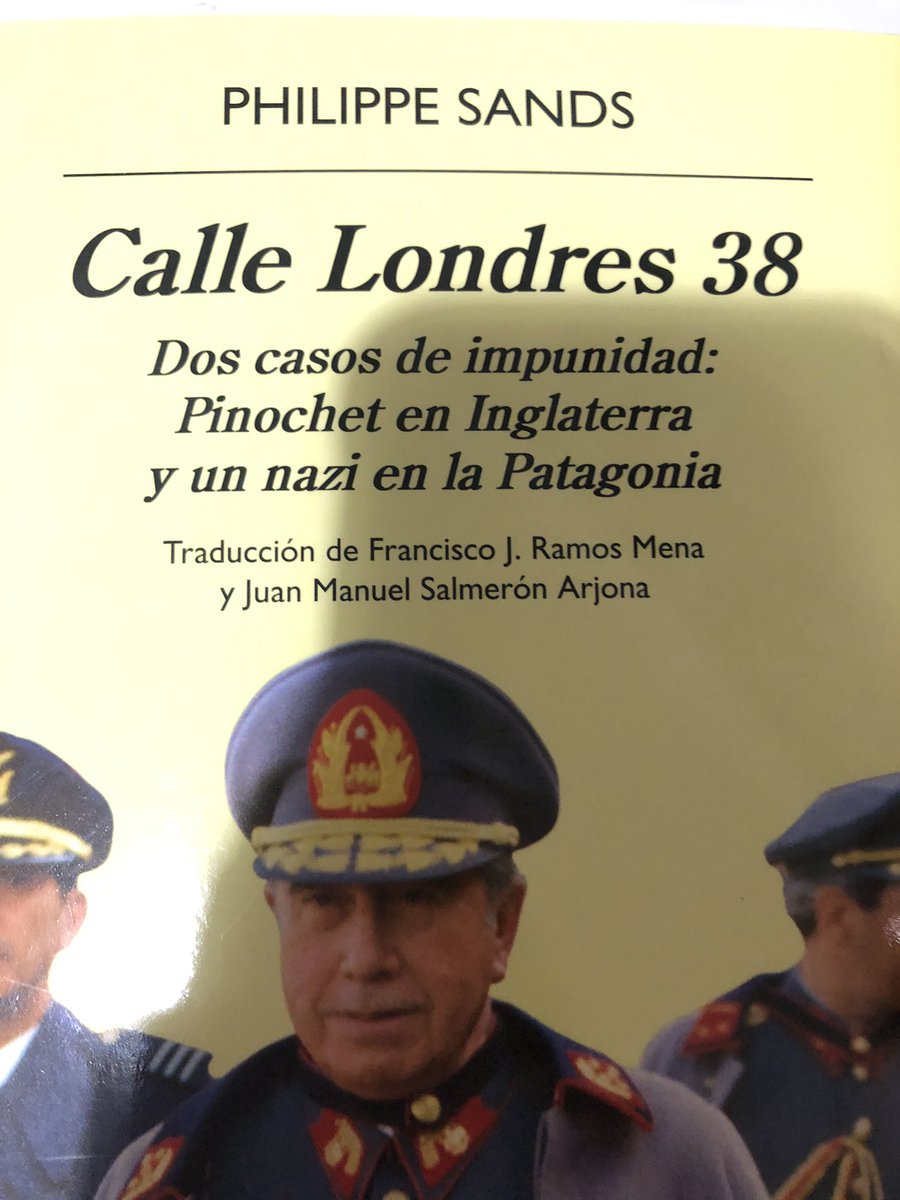 PHILIPPE SANDS
Calle Londres 38
Dos casos de impunidad:
Pinochet en Inglaterra
y un nazi en la Patagonia
Traducción de Francisco J. Ramos Mena
y Juan Manuel Salmerón Arjona